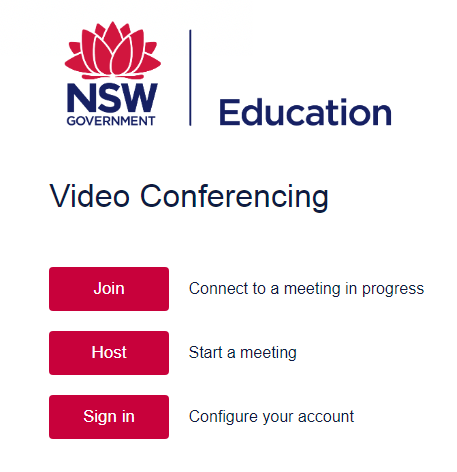 NSW
GOVERNMENT
Education
Video Conferencing
Join Connect to a meeting in progress
Host Start a meeting
Sign in Configure your account